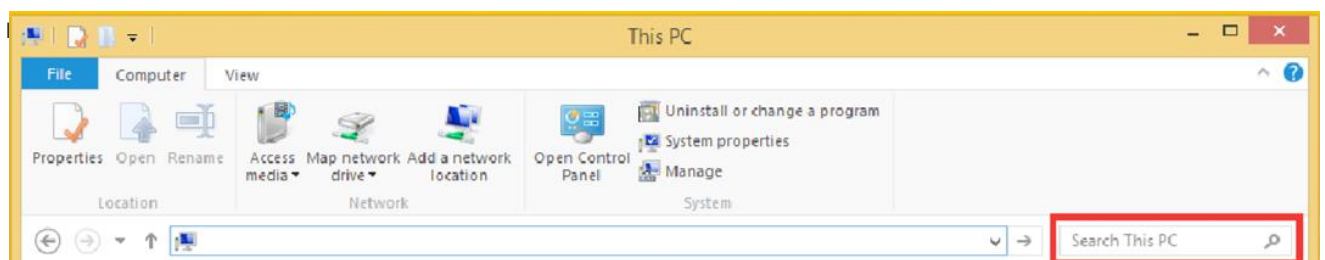 This PC
File Computer View
Properties Open Rename Access media Map network drive Add a network location Open Control Panel Uninstall or change a program
System properties
Manage
Location Network System
Search This PC